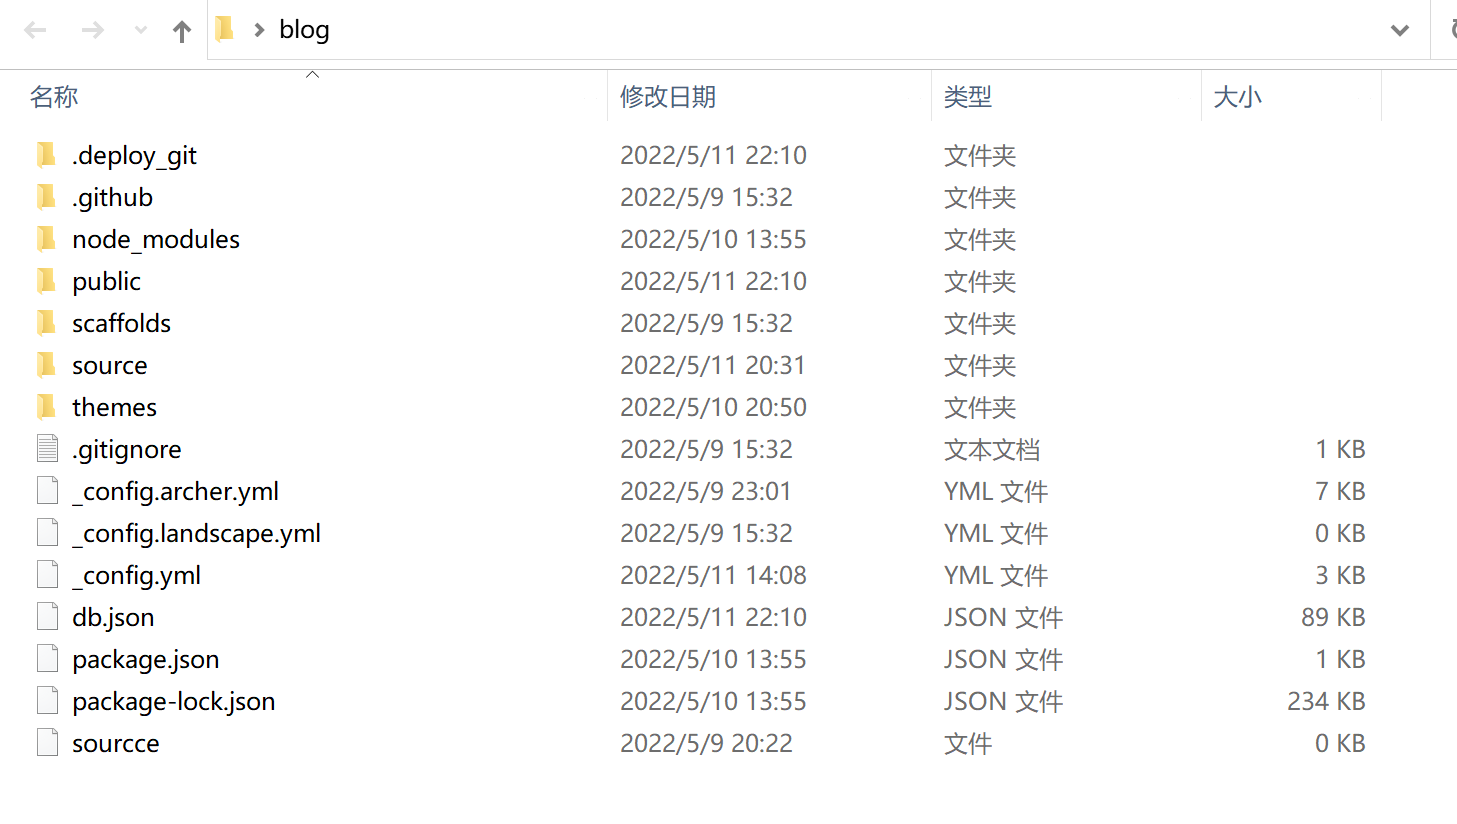 blog
名称 修改日期 类型 大小
.deploy_git 2022/5/11 22:10 文件夹
.github 2022/5/9 15:32 文件夹
node_modules 2022/5/10 13:55 文件夹
public 2022/5/11 22:10 文件夹
scaffolds 2022/5/9 15:32 文件夹
source 2022/5/11 20:31 文件夹
themes 2022/5/10 20:50 文件夹
.gitignore 2022/5/9 15:32 文本文档 1 KB
_config.archer.yml 2022/5/9 23:01 YML 文件 7 KB
_config.landscape.yml 2022/5/9 15:32 YML 文件 0 KB
_config.yml 2022/5/11 14:08 YML 文件 3 KB
db.json 2022/5/11 22:10 JSON 文件 89 KB
package.json 2022/5/10 13:55 JSON 文件 1 KB
package-lock.json 2022/5/10 13:55 JSON 文件 234 KB
sourcce 2022/5/9 20:22 文件 0 KB